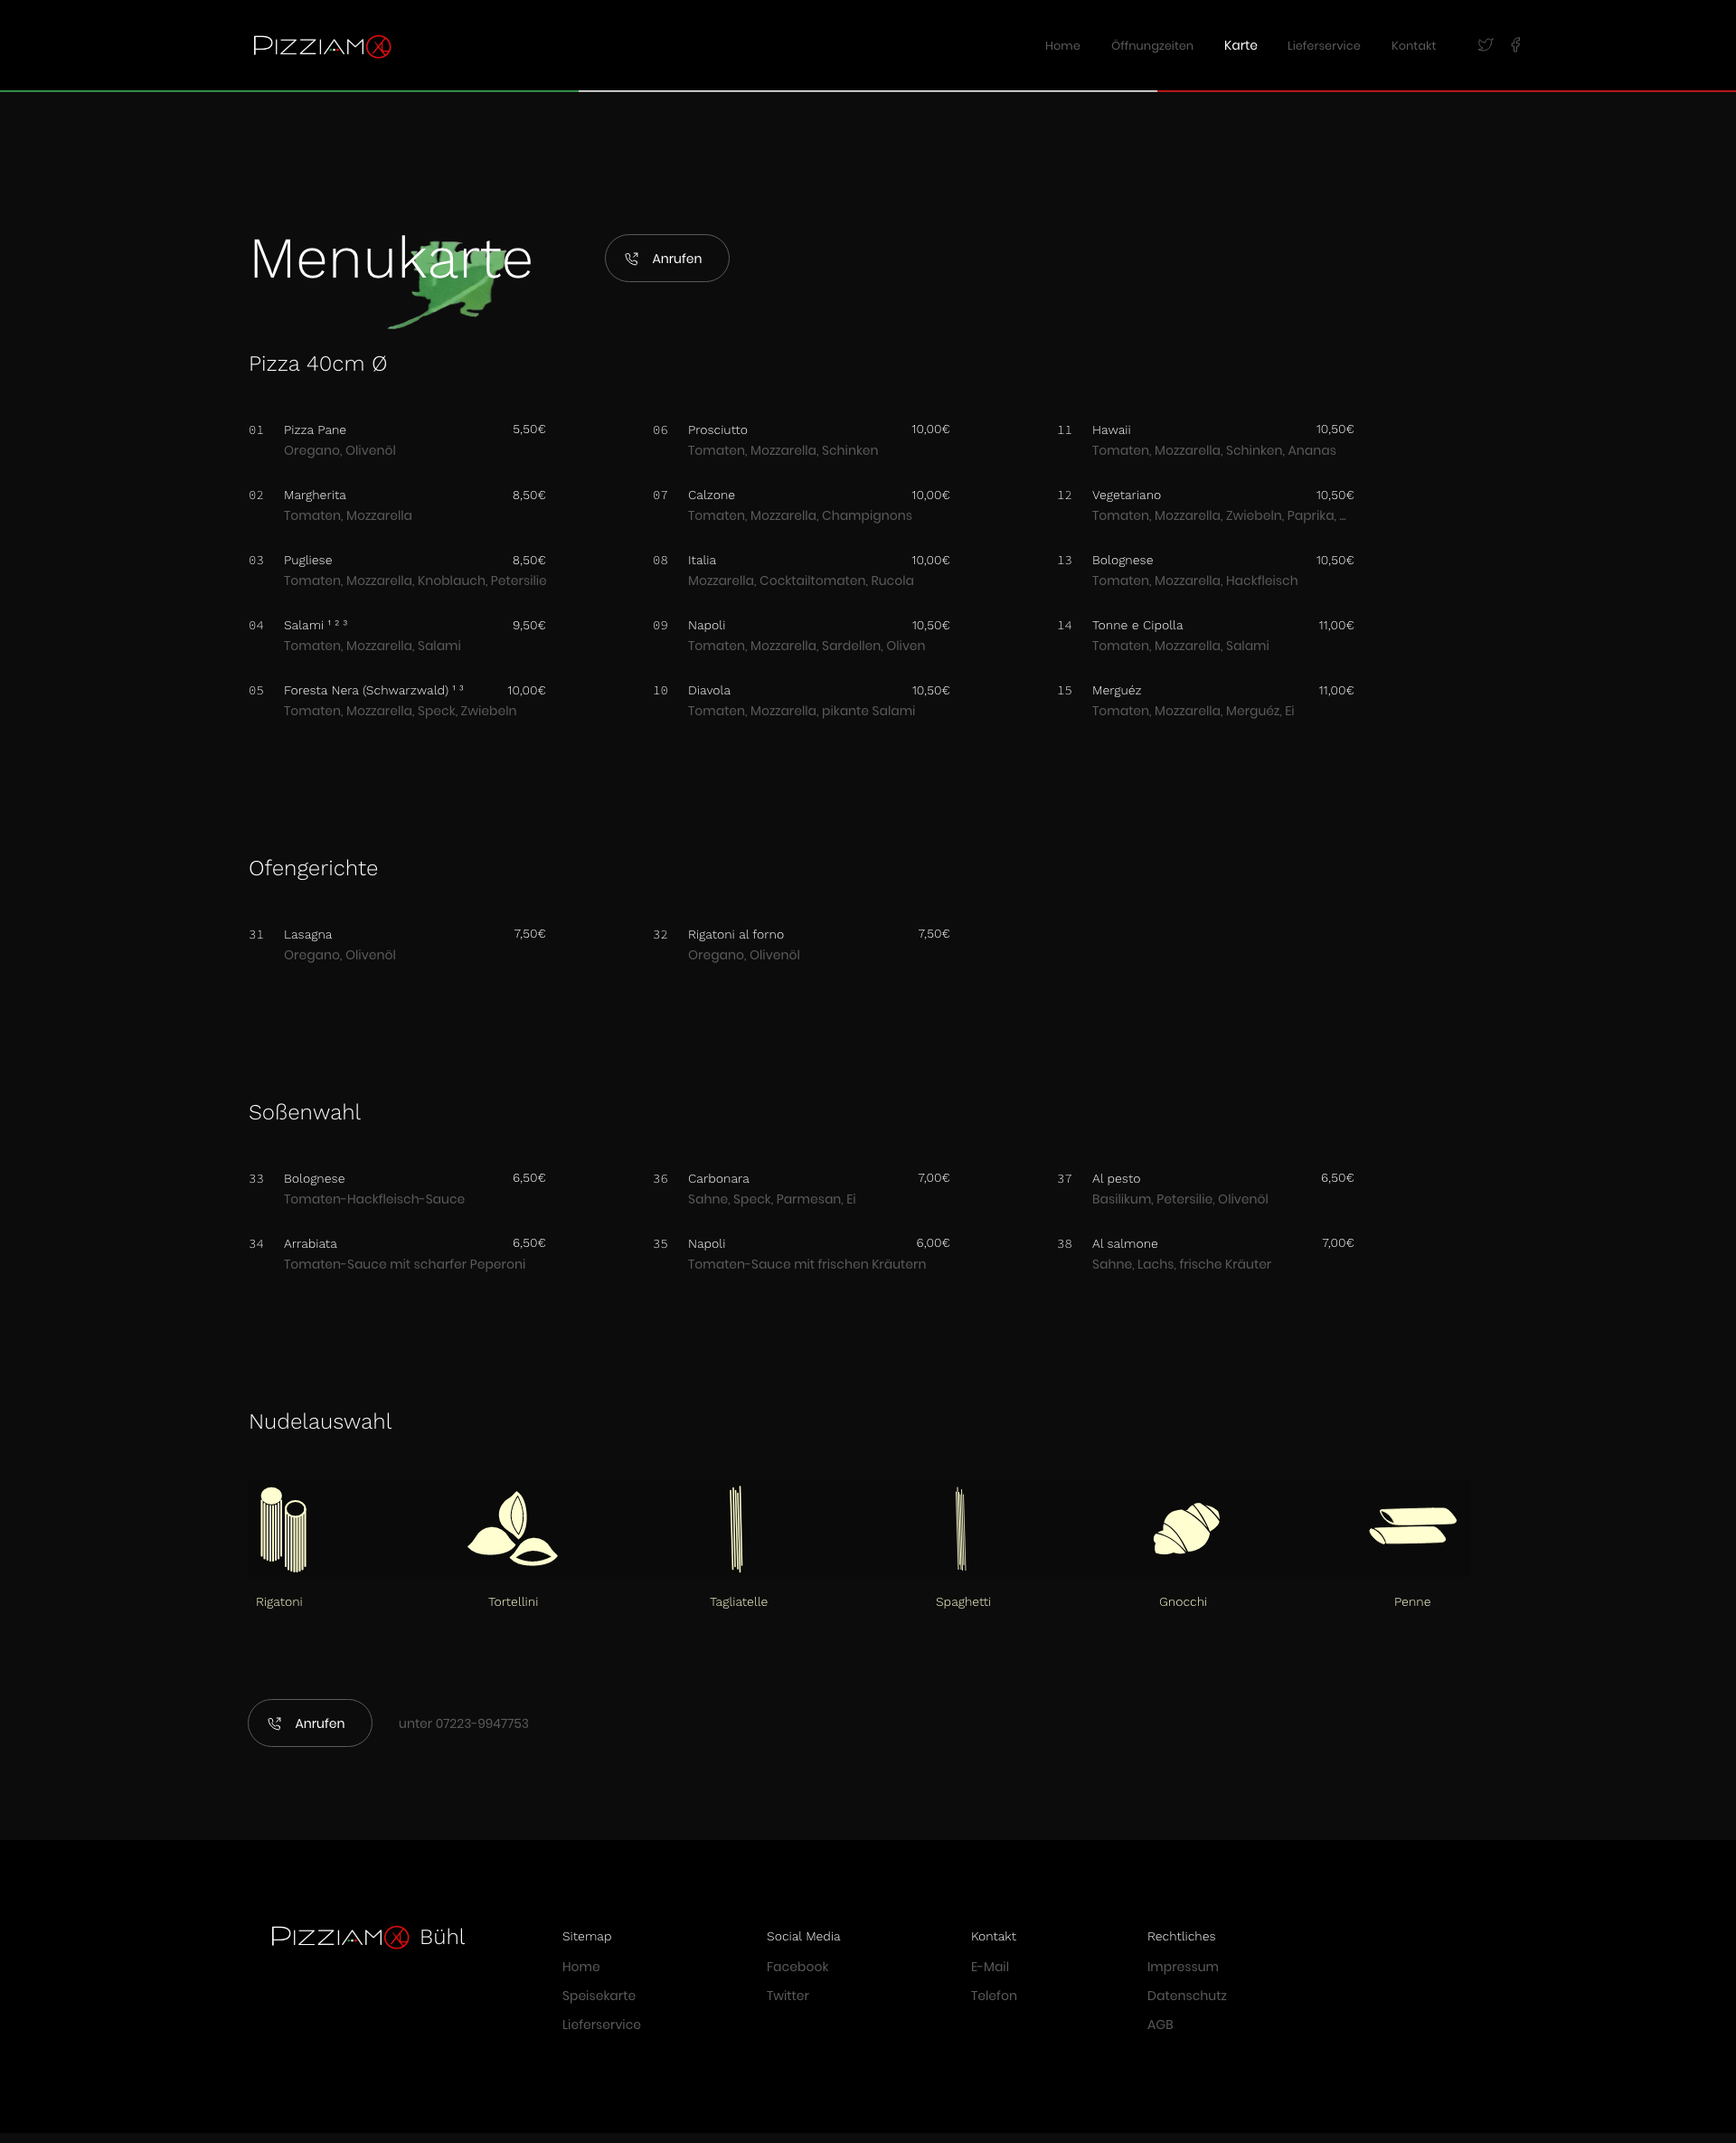 PIZZIAMO XL
Home Öffnungzeiten Karte Lieferservice Kontakt
Menukarte
Anrufen
Pizza 40cm Ø
01 Pizza Pane 5,50€
Oregano, Olivenöl
02 Margherita 8,50€
Tomaten, Mozzarella
03 Pugliese 8,50€
Tomaten, Mozzarella, Knoblauch, Petersilie
04 Salami ¹ ² ³ 9,50€
Tomaten, Mozzarella, Salami
05 Foresta Nera (Schwarzwald) ¹ ³ 10,00€
Tomaten, Mozzarella, Speck, Zwiebeln
06 Prosciutto 10,00€
Tomaten, Mozzarella, Schinken
07 Calzone 10,00€
Tomaten, Mozzarella, Champignons
08 Italia 10,00€
Mozzarella, Cocktailtomaten, Rucola
09 Napoli 10,50€
Tomaten, Mozzarella, Sardellen, Oliven
10 Diavola 10,50€
Tomaten, Mozzarella, pikante Salami
11 Hawaii 10,50€
Tomaten, Mozzarella, Schinken, Ananas
12 Vegetariano 10,50€
Tomaten, Mozzarella, Zwiebeln, Paprika, ...
13 Bolognese 10,50€
Tomaten, Mozzarella, Hackfleisch
14 Tonne e Cipolla 11,00€
Tomaten, Mozzarella, Salami
15 Merguéz 11,00€
Tomaten, Mozzarella, Merguéz, Ei
Ofengerichte
31 Lasagna 7,50€
Oregano, Olivenöl
32 Rigatoni al forno 7,50€
Oregano, Olivenöl
Soßenwahl
33 Bolognese 6,50€
Tomaten-Hackfleisch-Sauce
34 Arrabiata 6,50€
Tomaten-Sauce mit scharfer Peperoni
36 Carbonara 7,00€
Sahne, Speck, Parmesan, Ei
35 Napoli 6,00€
Tomaten-Sauce mit frischen Kräutern
37 Al pesto 6,50€
Basilikum, Petersilie, Olivenöl
38 Al salmone 7,00€
Sahne, Lachs, frische Kräuter
Nudelauswahl
Rigatoni Tortellini Tagliatelle Spaghetti Gnocchi Penne
Anrufen unter 07223-9947753
PIZZIAMO XL Bühl
Sitemap
Home
Speisekarte
Lieferservice
Social Media
Facebook
Twitter
Kontakt
E-Mail
Telefon
Rechtliches
Impressum
Datenschutz
AGB